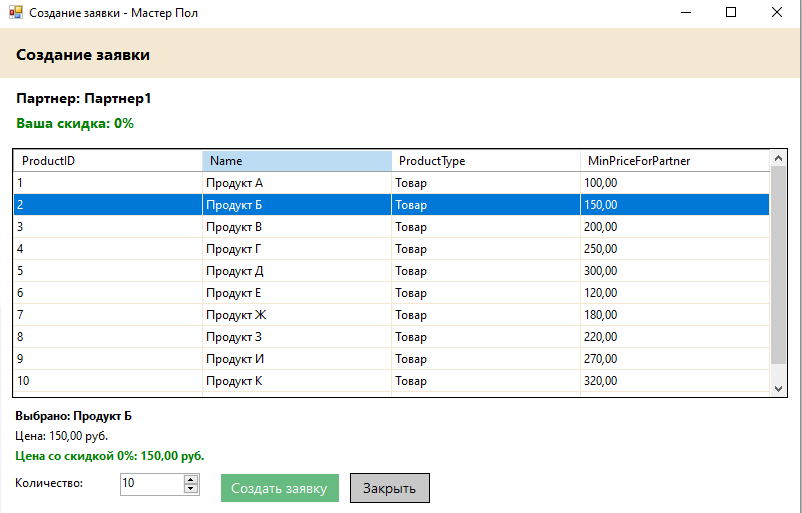 Создание заявки - Мастер Пол
Создание заявки
Партнер: Партнер1
Ваша скидка: 0%
ProductID Name ProductType MinPriceForPartner
1 Продукт А Товар 100,00
2 Продукт Б Товар 150,00
3 Продукт В Товар 200,00
4 Продукт Г Товар 250,00
5 Продукт Д Товар 300,00
6 Продукт Е Товар 120,00
7 Продукт Ж Товар 180,00
8 Продукт З Товар 220,00
9 Продукт И Товар 270,00
10 Продукт К Товар 320,00
Выбрано: Продукт Б
Цена: 150,00 руб.
Цена со скидкой 0%: 150,00 руб.
Количество: 10 Создать заявку Закрыть